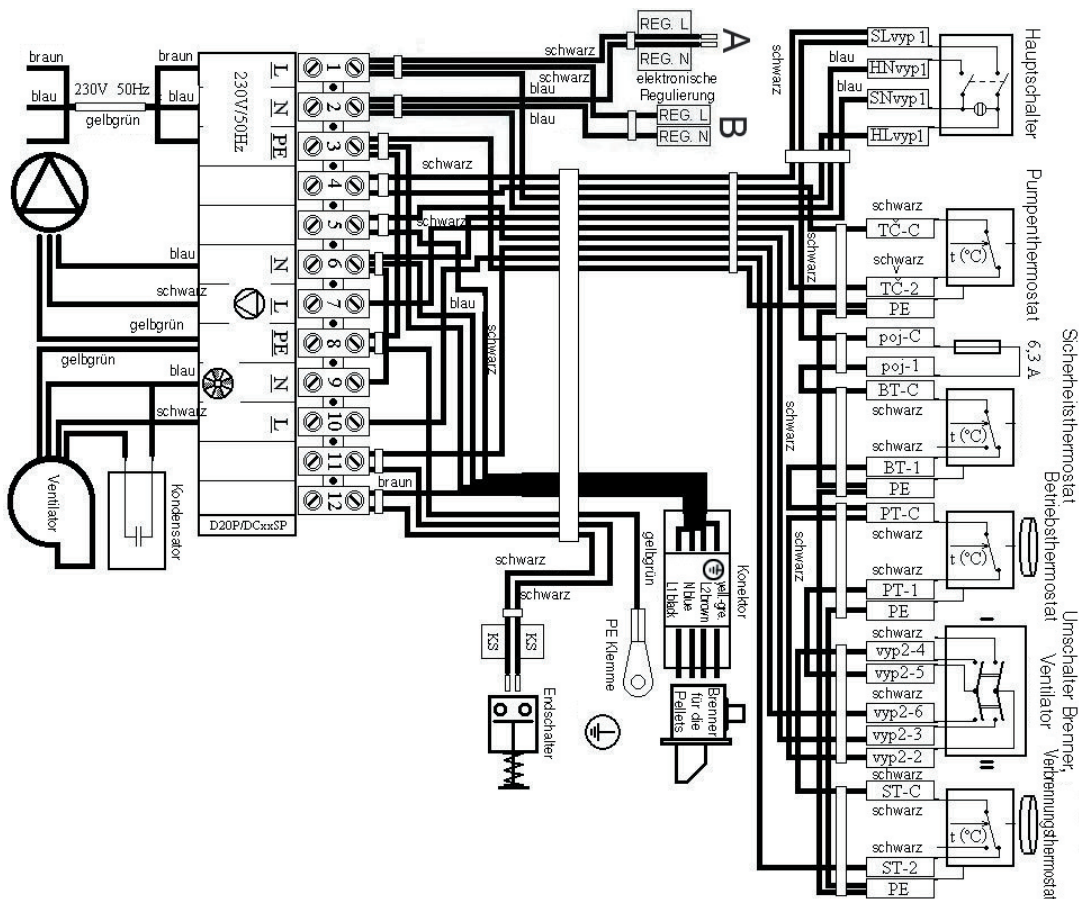 braun
braun
blau
230V 50Hz
blau
gelbgrün
L
N
PE
230V/50Hz
1
2
3
4
5
6
7
8
9
10
11
12
N
L
PE
N
L
D20P/DCxxSP
blau
schwarz
gelbgrün
gelbgrün
blau
schwarz
Ventilator
Kondensator
schwarz
schwarz
blau
blau
REG. L
REG. N
A
elektronische
Regulierung
REG. L
REG. N
B
schwarz
blau
schwarz
braun
schwarz
schwarz
KS
KS
Endschalter
gelbgrün
PE Klemme
Konektor
yell.-gre.
L2 brown
N blue
L1 black
Brenner
für die
Pellets
schwarz
blau
blau
SLvyp 1
HNvyp1
SNvyp1
HLvyp1
Hauptschalter
schwarz
schwarz
TČ-C
schwarz
TČ-2
PE
t (°C)
Pumpenthermostat
poj-C
poj-1
6,3 A
schwarz
BT-C
schwarz
schwarz
BT-1
PE
t (°C)
Sicherheitsthermostat
schwarz
PT-C
schwarz
schwarz
PT-1
PE
t (°C)
Betriebsthermostat
schwarz
vyp2-4
vyp2-5
schwarz
vyp2-6
vyp2-3
vyp2-2
I
II
Umschalter Brenner,
Ventilator
schwarz
ST-C
schwarz
schwarz
ST-2
PE
t (°C)
Verbrennungsthermostat